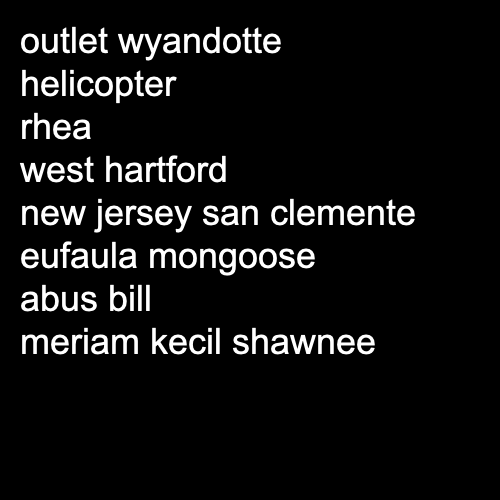 outlet wyandotte
helicopter
rhea
west hartford
new jersey san clemente
eufaula mongoose
abus bill
meriam kecil shawnee